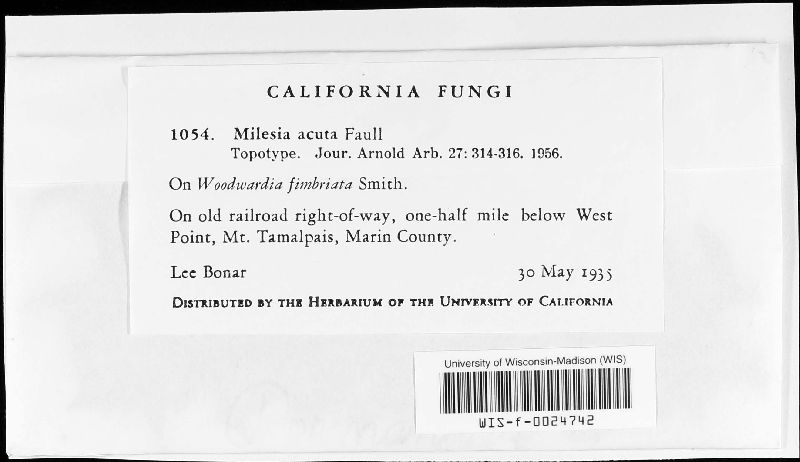 CALIFORNIA FUNGI
1054. Milesia acuta Faull
Topotype. Jour. Arnold Arb. 27: 314-316. 1956.
On Woodwardia fimbriata Smith.
On old railroad right-of-way, one-half mile below West
Point, Mt. Tamalpais, Marin County.
Lee Bonar 30 May 1935
DISTRIBUTED BY THE HERBARIUM OF THE UNIVERSITY OF CALIFORNIA
University of Wisconsin-Madison (WIS)
WIS-f-0024742